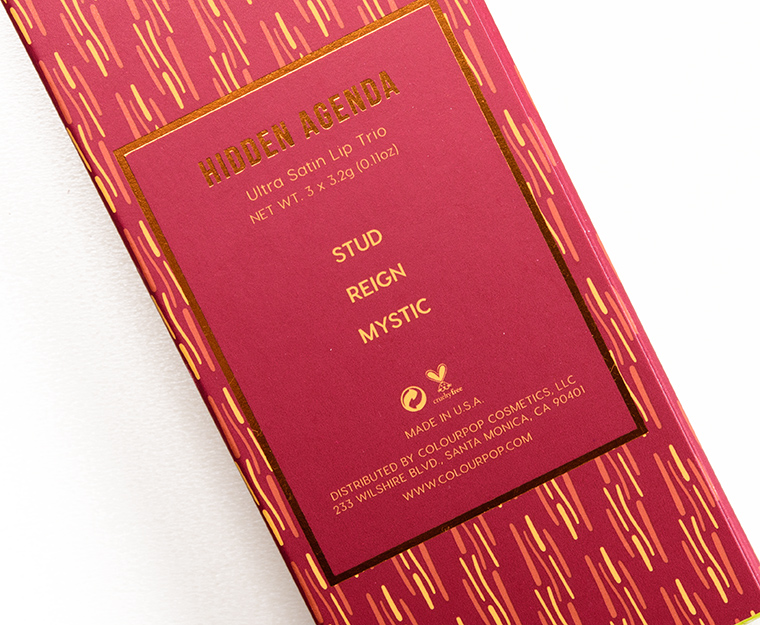 HIDDEN AGENDA
Ultra Satin Lip Trio
NET WT. 3 x 3.2g (0.11oz)
STUD
REIGN
MYSTIC
crueltyfree
MADE IN U.S.A.
DISTRIBUTED BY COLOURPOP COSMETICS, LLC
233 WILSHIRE BLVD., SANTA MONICA, CA 90401
WWW.COLOURPOP.COM